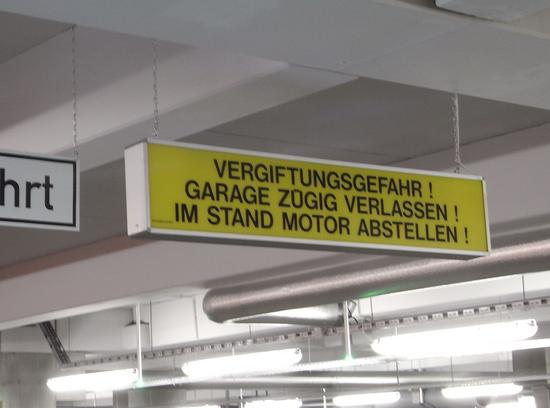 hrt
VERGIFTUNGSGEFAHR !
GARAGE ZÜGIG VERLASSEN !
IM STAND MOTOR ABSTELLEN !